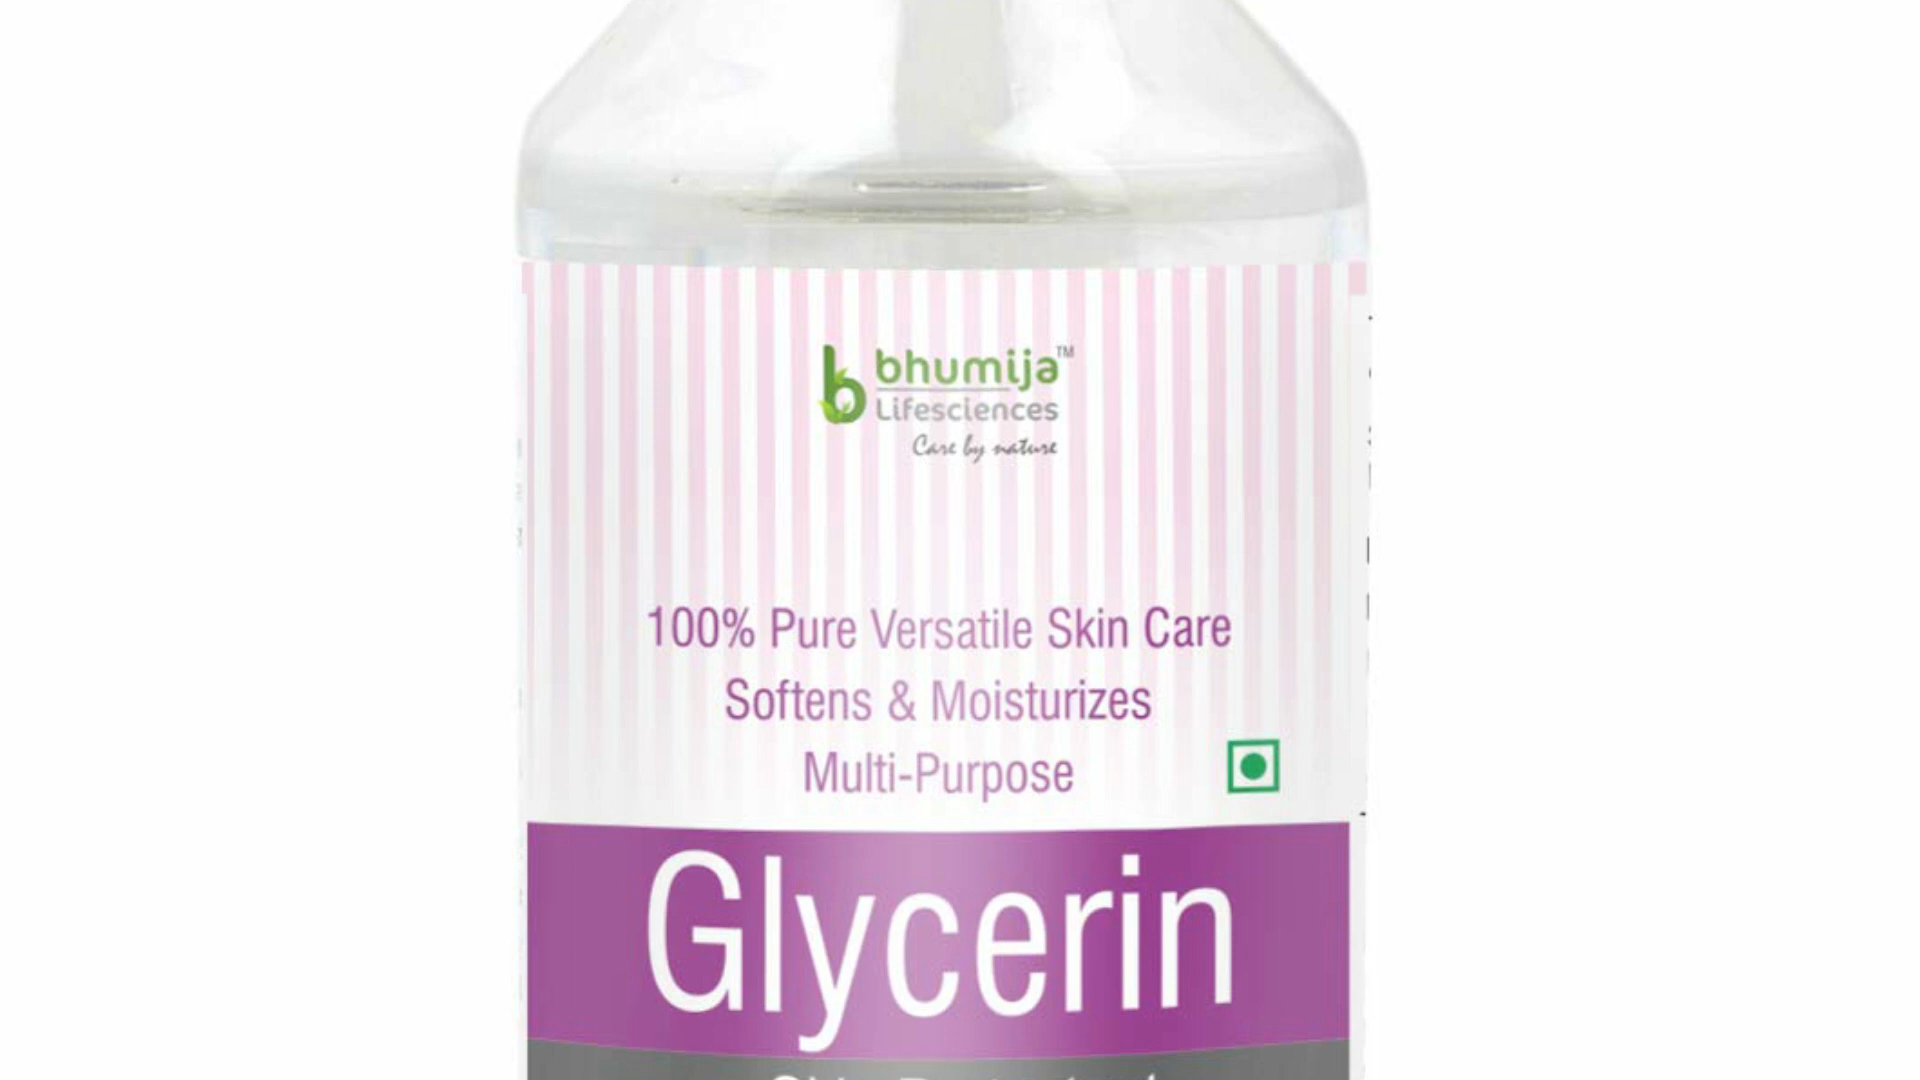 bhumija™
Lifesciences
Care by nature
100% Pure Versatile Skin Care
Softens & Moisturizes
Multi-Purpose
Glycerin